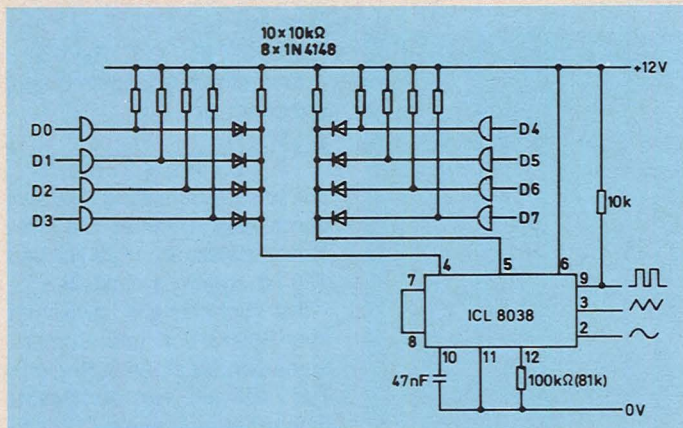 10×10kΩ
8×1N4148
+12V
D0
D4
D1
D5
D2
D6
D3
D7
10k
4
5
6
7
9
3
ICL 8038
2
8
10
11
12
47nF
100kΩ(81k)
0V